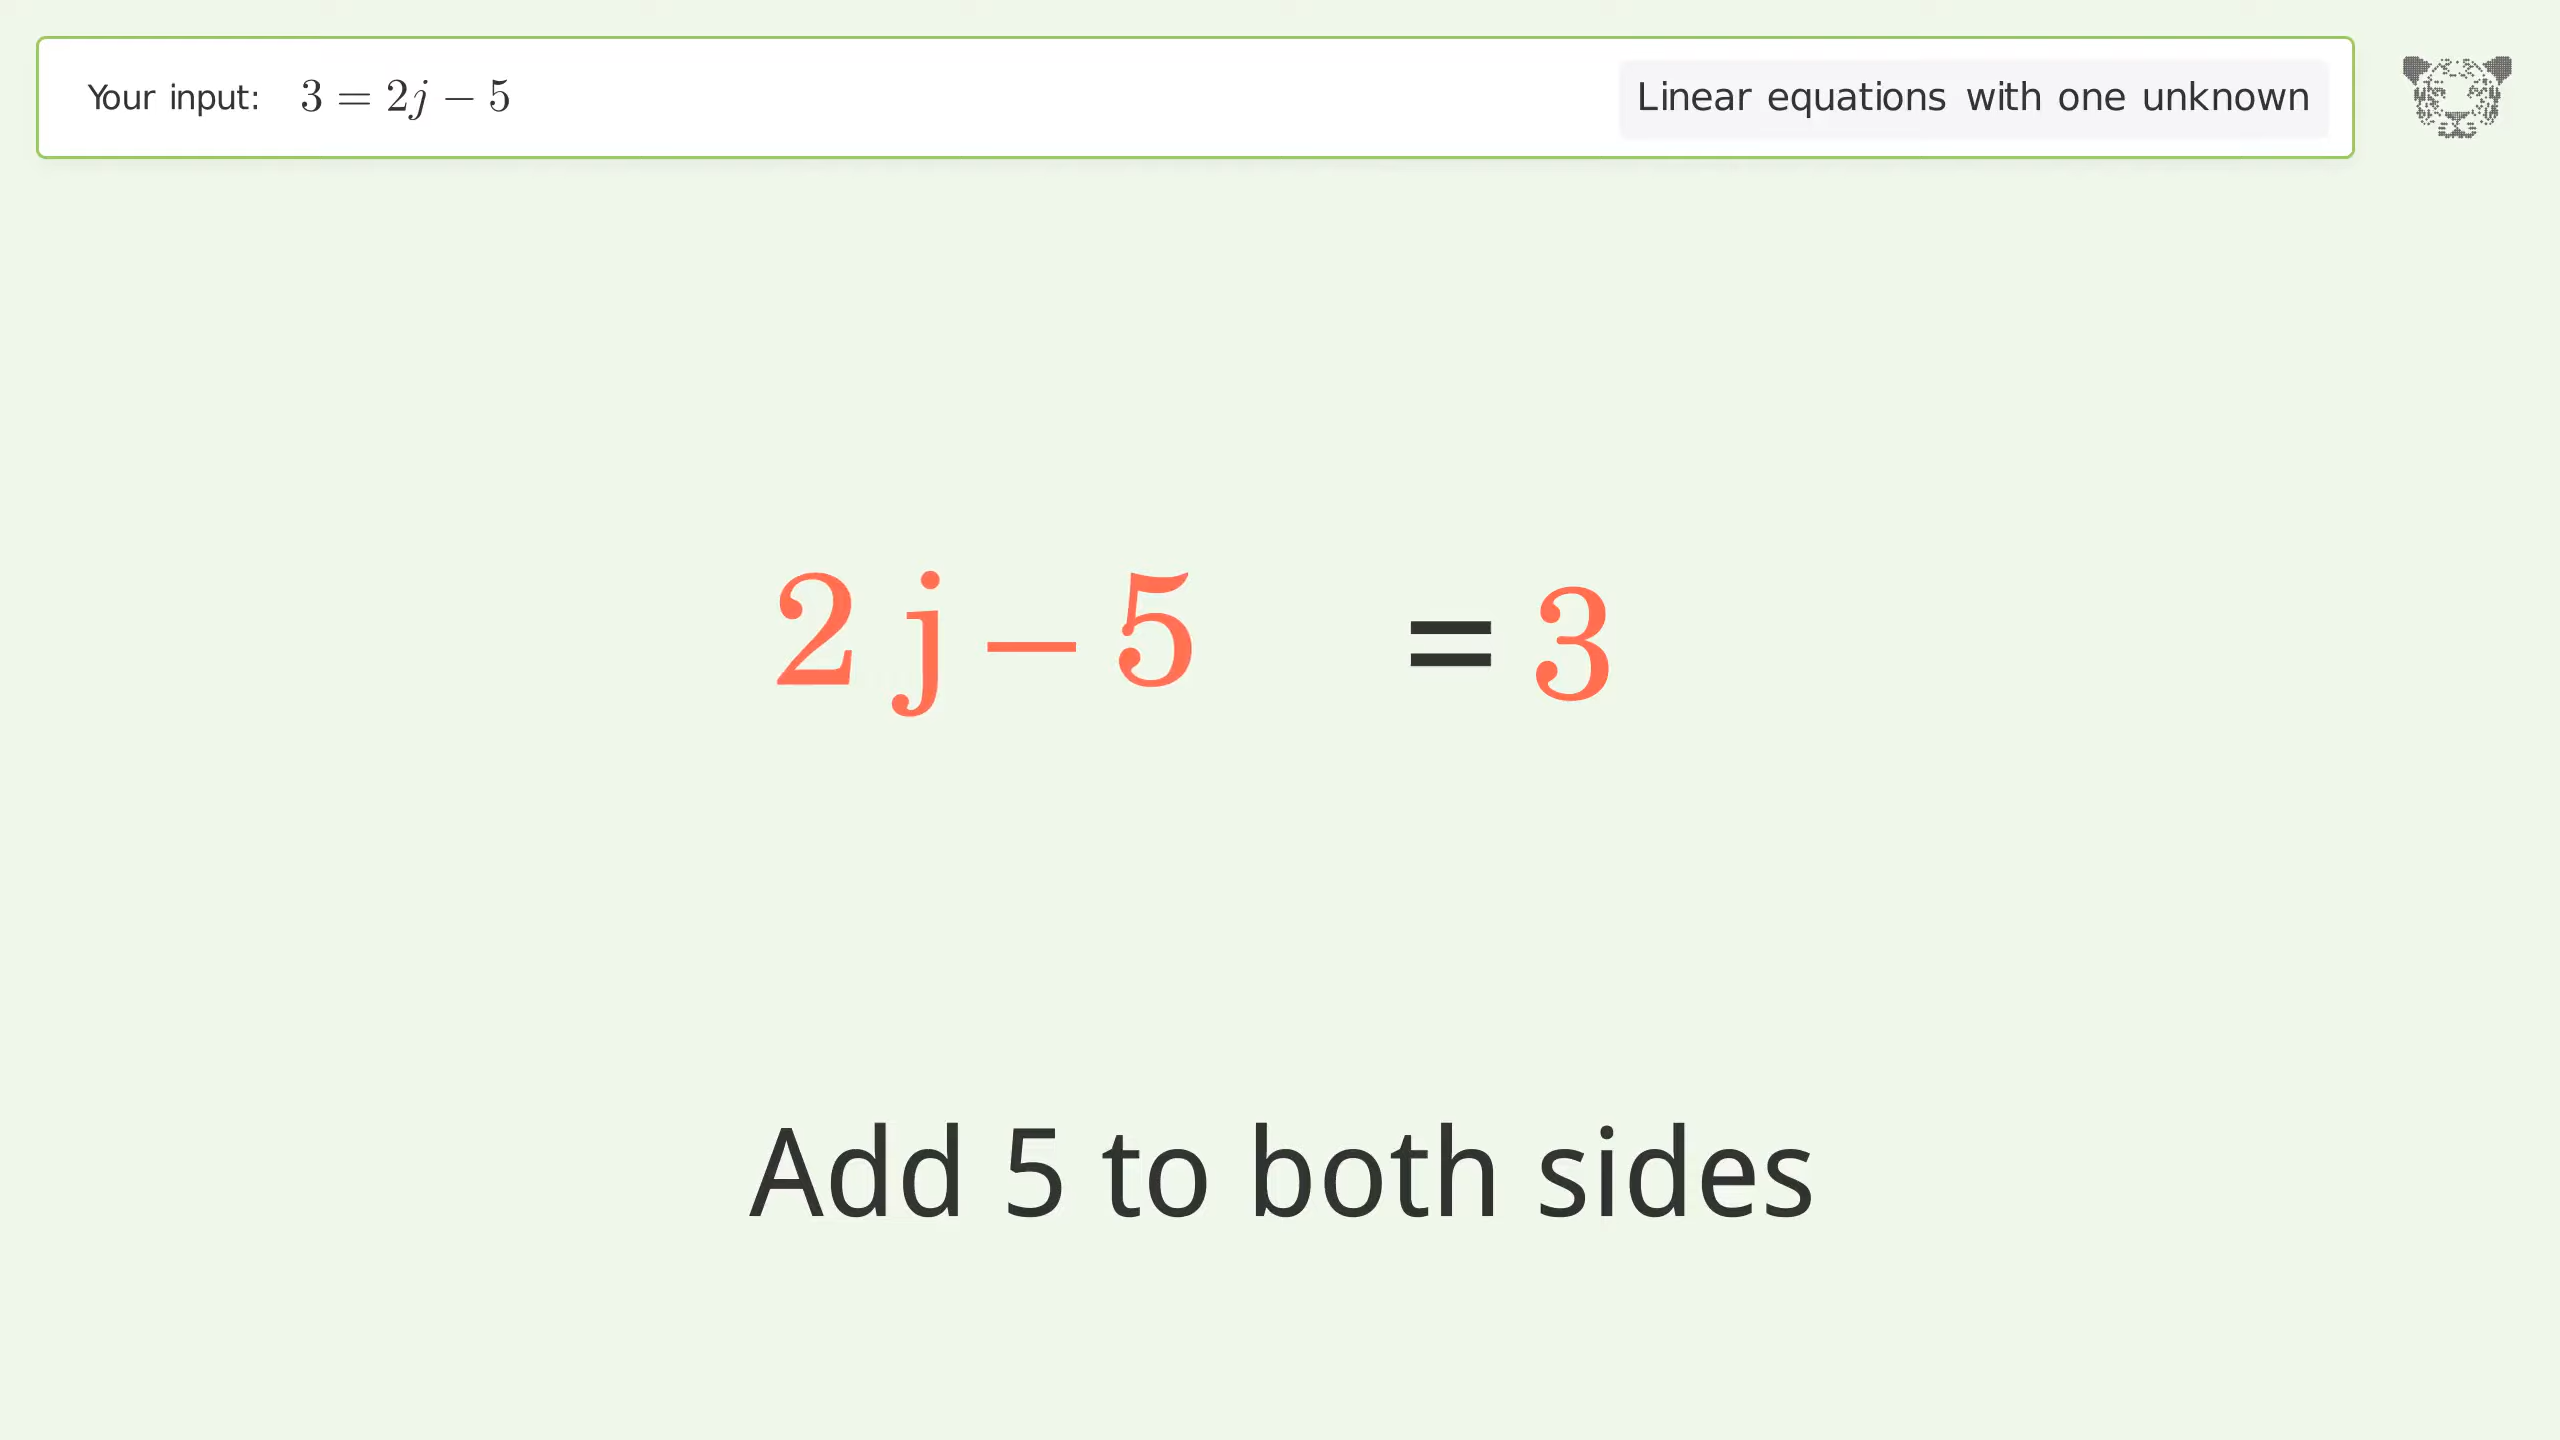 Your input: 3 = 2j − 5
Linear equations with one unknown
2 j − 5 = 3
Add 5 to both sides